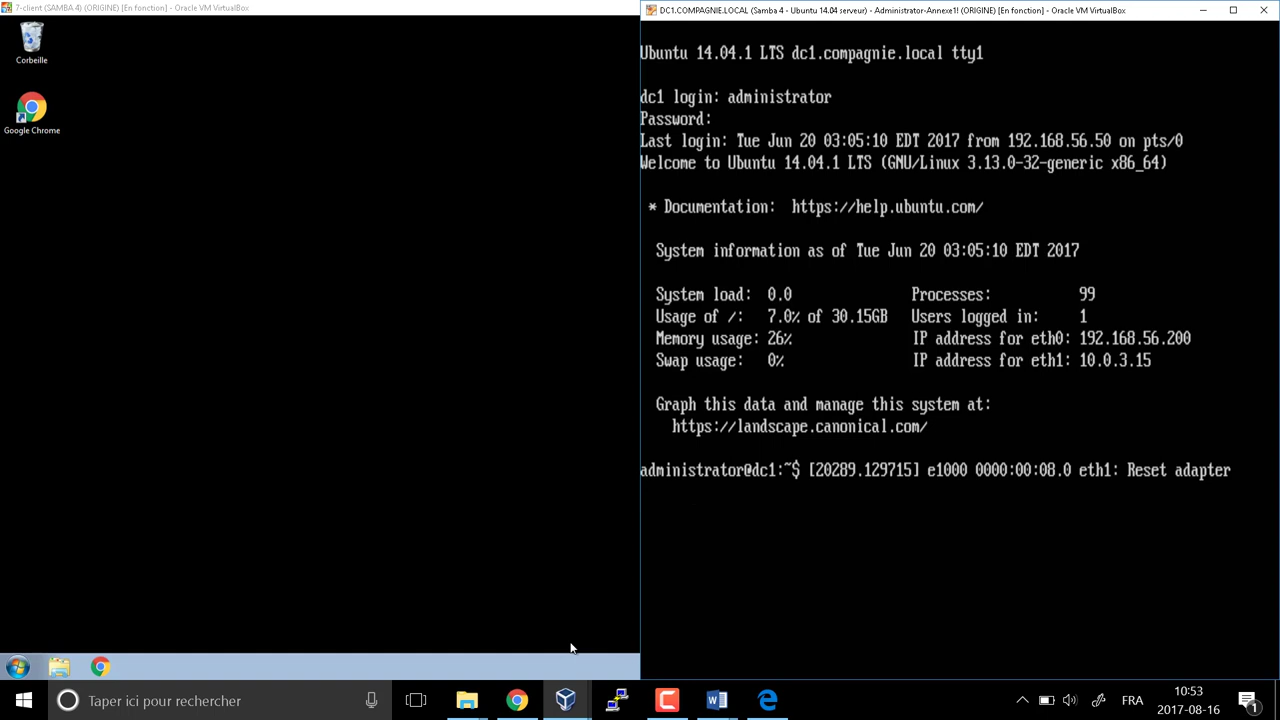 7-client (SAMBA 4) (ORIGINE) [En fonction] - Oracle VM VirtualBox
Corbeille
Google Chrome
DC1.COMPAGNIE.LOCAL (Samba 4 - Ubuntu 14.04 serveur) - Administrator-Annexe1! (ORIGINE) [En fonction] - Oracle VM VirtualBox
Ubuntu 14.04.1 LTS dc1.compagnie.local tty1
dc1 login: administrator
Password:
Last login: Tue Jun 20 03:05:10 EDT 2017 from 192.168.56.50 on pts/0
Welcome to Ubuntu 14.04.1 LTS (GNU/Linux 3.13.0-32-generic x86_64)
* Documentation:  https://help.ubuntu.com/
System information as of Tue Jun 20 03:05:10 EDT 2017
System load:  0.0 Processes: 99
Usage of /:   7.0% of 30.15GB Users logged in: 1
Memory usage: 26% IP address for eth0: 192.168.56.200
Swap usage:   0% IP address for eth1: 10.0.3.15
Graph this data and manage this system at:
https://landscape.canonical.com/
administrator@dc1:~$ [20289.129715] e1000 0000:00:08.0 eth1: Reset adapter
Taper ici pour rechercher
FRA
10:53
2017-08-16
1